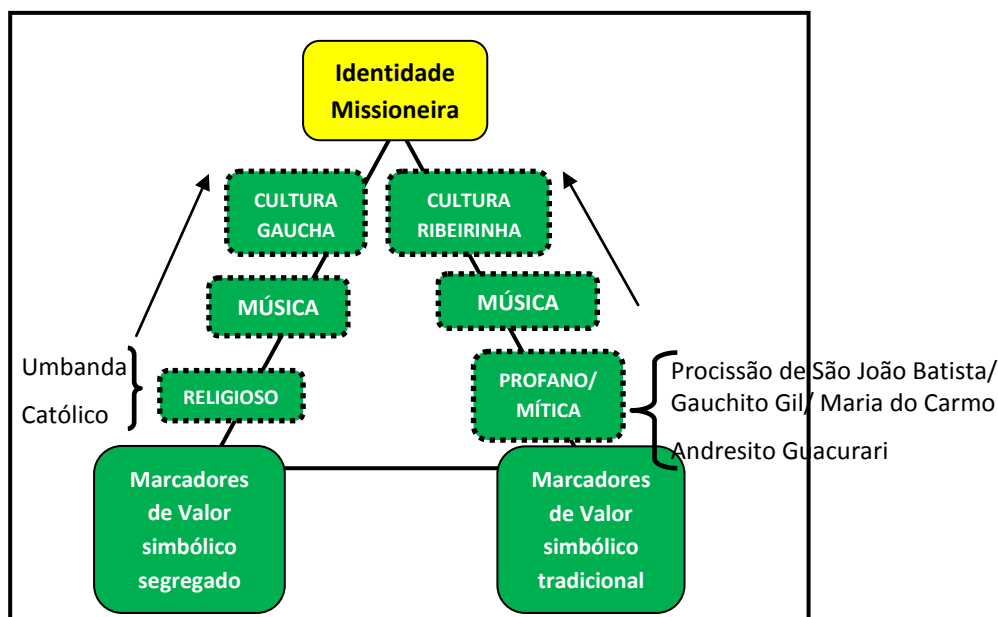 Identidade
Missioneira
CULTURA
GAUCHA
CULTURA
RIBEIRINHA
MÚSICA
MÚSICA
Umbanda
Católico
RELIGIOSO
PROFANO/
MÍTICA
Procissão de São João Batista/
Gauchito Gil/ Maria do Carmo
Andresito Guacurari
Marcadores
de Valor
simbólico
segregado
Marcadores
de Valor
simbólico
tradicional